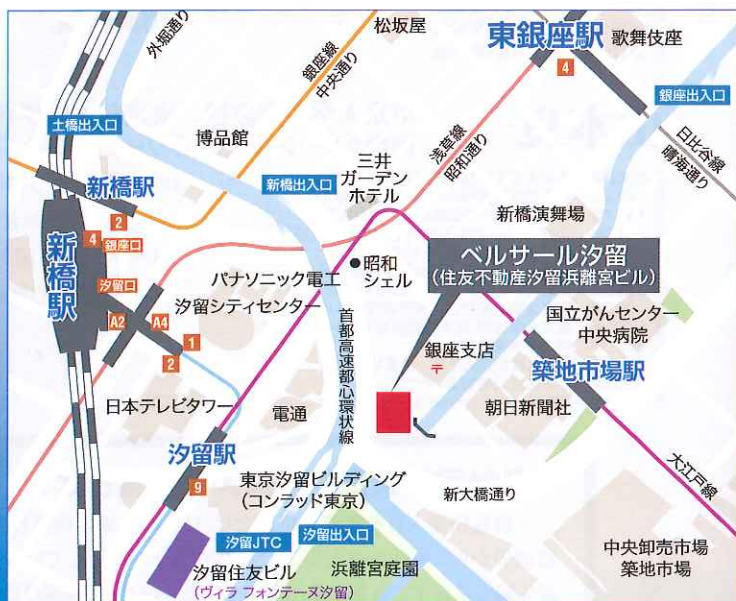 松坂屋
外堀通り
銀座線
中央通り
東銀座駅
歌舞伎座
4
銀座出入口
土橋出入口
博品館
浅草線
昭和通り
日比谷線
晴海通り
三井
ガーデン
ホテル
新橋出入口
新橋駅
2
新橋演舞場
新橋駅
4
銀座口
ベルサール汐留
(住友不動産汐留浜離宮ビル)
昭和
シェル
パナソニック電工
汐留シティセンター
汐留口
A2
A4
1
2
首都高速都心環状線
国立がんセンター
中央病院
銀座支店
〒
築地市場駅
日本テレビタワー
電通
朝日新聞社
汐留駅
9
大江戸線
東京汐留ビルディング
(コンラッド東京)
新大橋通り
汐留JTC
汐留出入口
汐留住友ビル
(ヴィラ フォンテーヌ汐留)
浜離宮庭園
中央卸売市場
築地市場